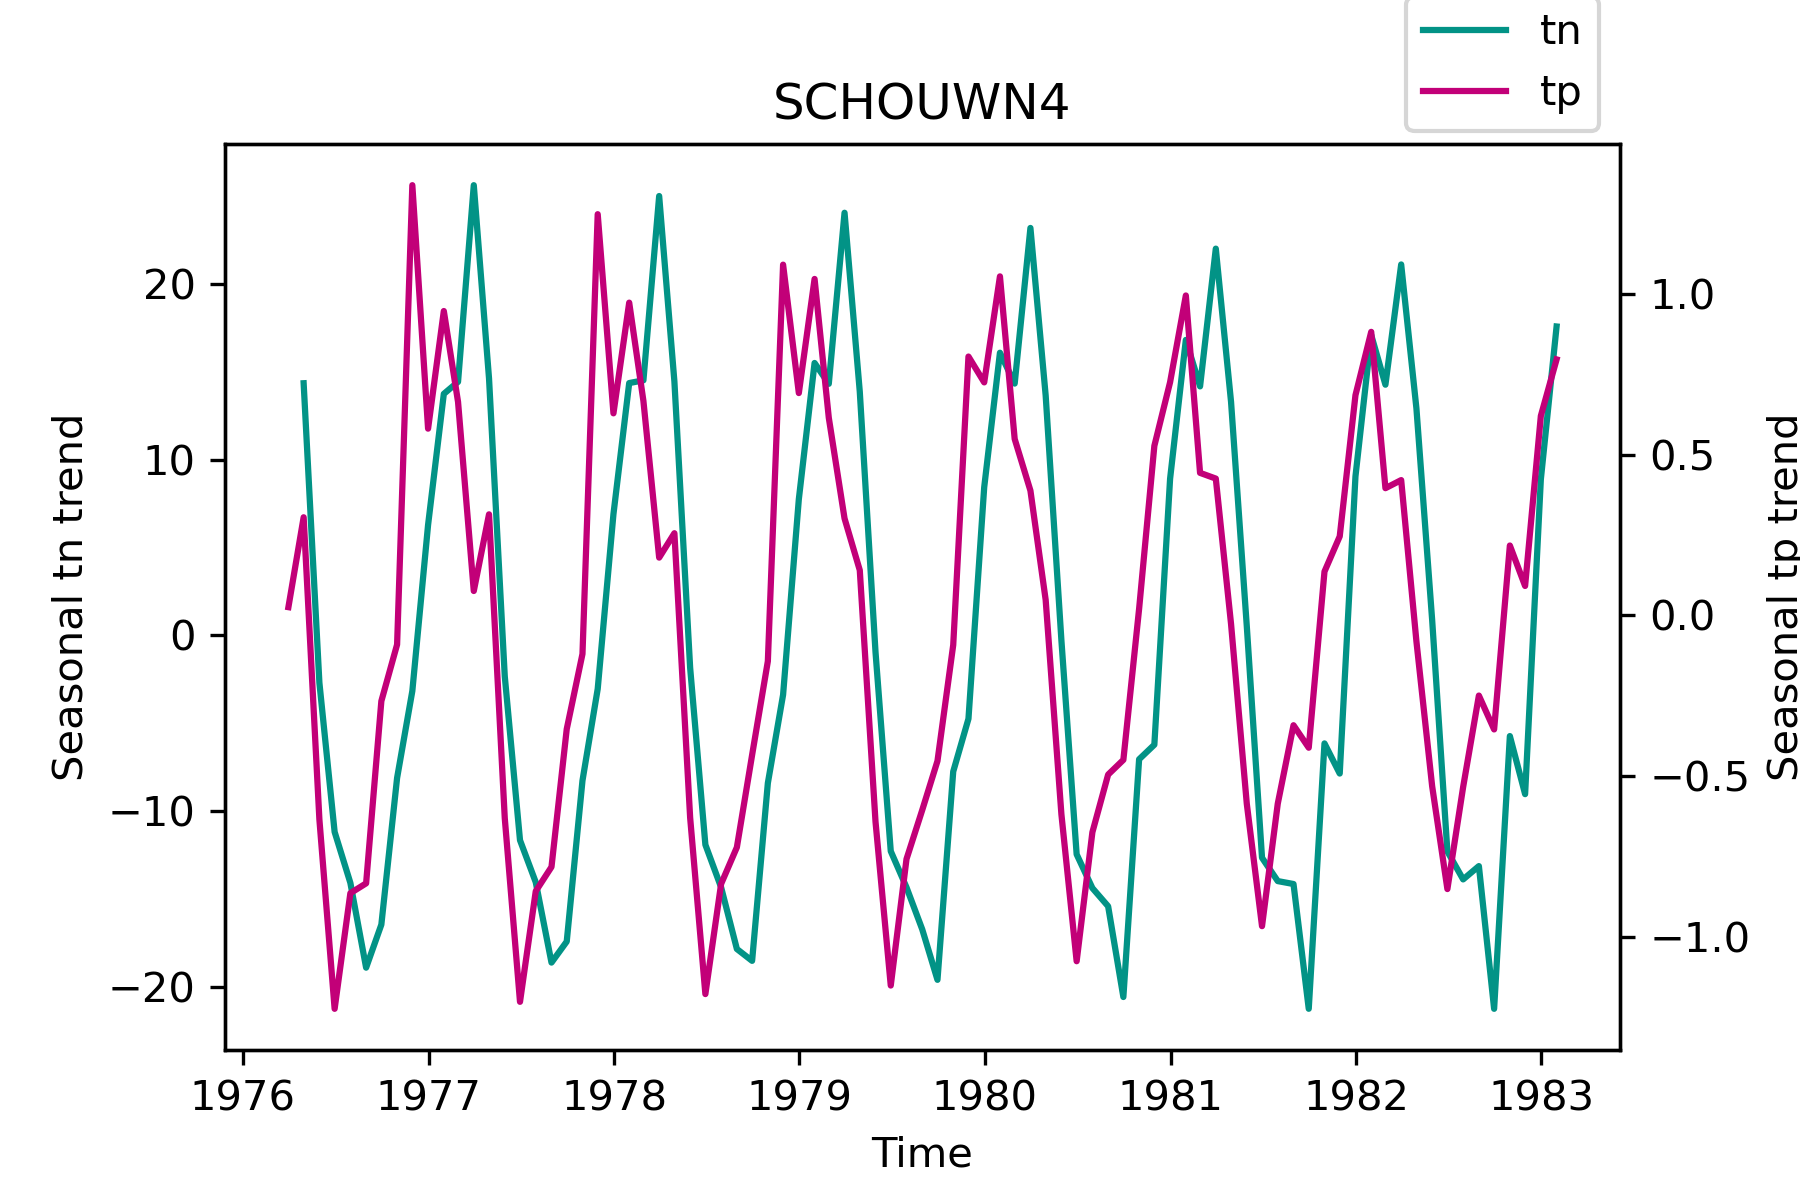 tn
tp
SCHOUWN4
Seasonal tn trend
20
10
0
−10
−20
1.0
0.5
0.0
−0.5
−1.0
Seasonal tp trend
1976 1977 1978 1979 1980 1981 1982 1983
Time